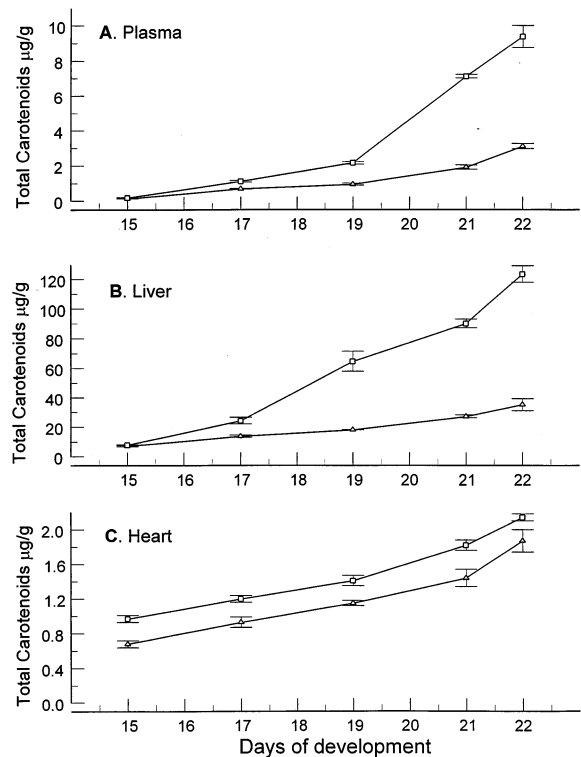 A. Plasma
Total Carotenoids μg/g
10
8
6
4
2
0
15 16 17 18 19 20 21 22
B. Liver
Total Carotenoids μg/g
120
100
80
60
40
20
0
15 16 17 18 19 20 21 22
C. Heart
Total Carotenoids μg/g
2.0
1.6
1.2
0.8
0.4
0.0
15 16 17 18 19 20 21 22
Days of development